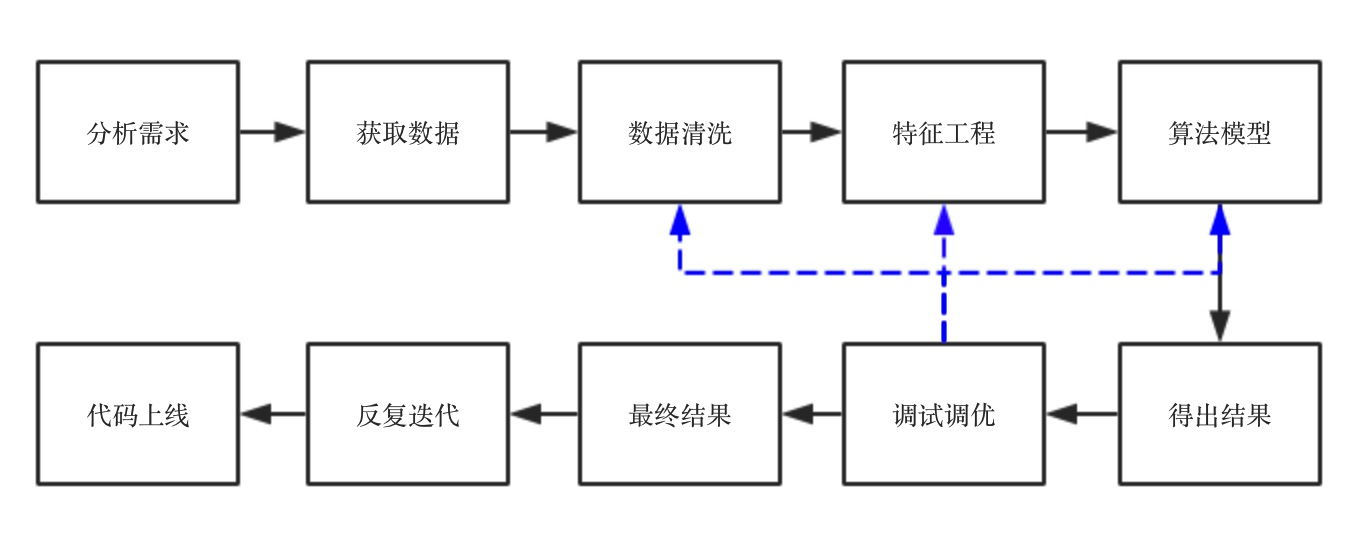 分析需求
获取数据
数据清洗
特征工程
算法模型
代码上线
反复迭代
最终结果
调试调优
得出结果